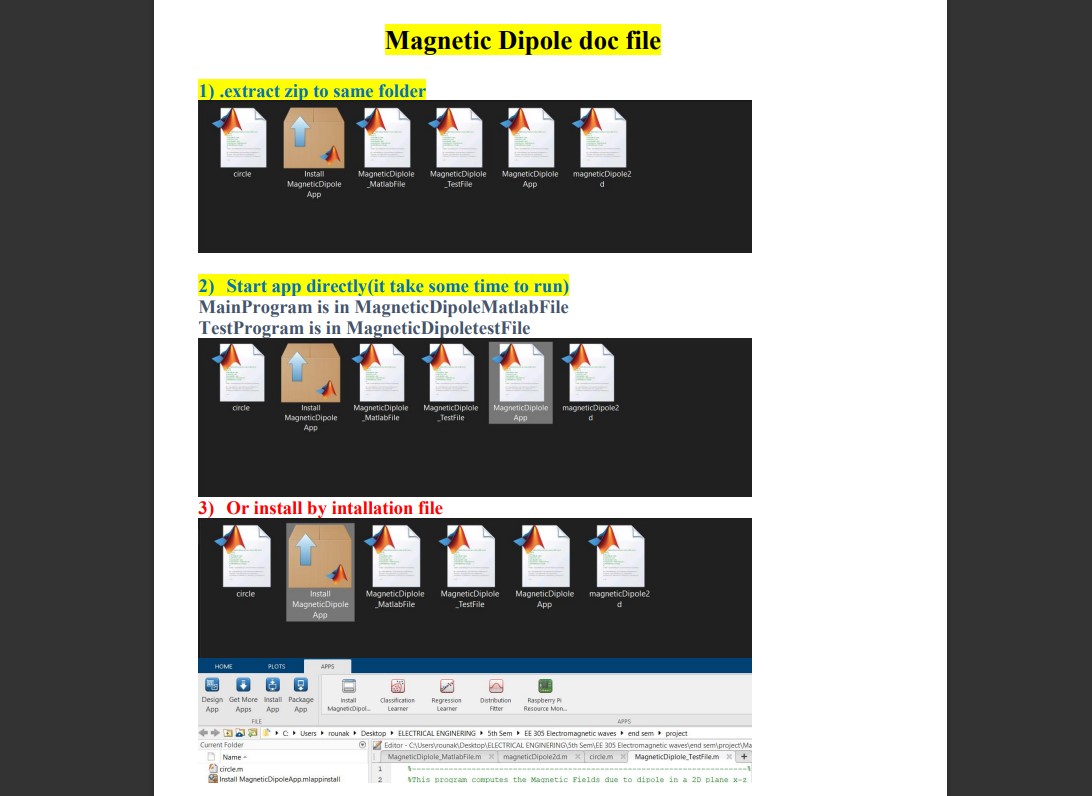 Magnetic Dipole doc file
1) .extract zip to same folder
circle
Install MagneticDipole App
MagneticDiplole _MatlabFile
MagneticDiplole _TestFile
MagneticDiplole App
magneticDipole2 d
2) Start app directly(it take some time to run)
MainProgram is in MagneticDipoleMatlabFile
TestProgram is in MagneticDipoletestFile
circle
Install MagneticDipole App
MagneticDiplole _MatlabFile
MagneticDiplole _TestFile
MagneticDiplole App
magneticDipole2 d
3) Or install by intallation file
circle
Install MagneticDipole App
MagneticDiplole _MatlabFile
MagneticDiplole _TestFile
MagneticDiplole App
magneticDipole2 d
HOME PLOTS APPS
Design App
Get More Apps
Install App
Package App
Install MagneticDipol...
Classification Learner
Regression Learner
Distribution Fitter
Raspberry Pi Resource Mon...
FILE APPS
C: Users rounak Desktop ELECTRICAL ENGINERING 5th Sem EE 305 Electromagnetic waves end sem project
Current Folder
Editor - C:\Users\rounak\Desktop\ELECTRICAL ENGINERING\5th Sem\EE 305 Electromagnetic waves\end sem\project\Ma
Name
MagneticDiplole_MatlabFile.m magneticDipole2d.m circle.m MagneticDiplole_TestFile.m +
circle.m
1 %---%
Install MagneticDipoleApp.mlappinstall
2 %This program computes the Magnetic Fields due to dipole in a 2D plane x-z